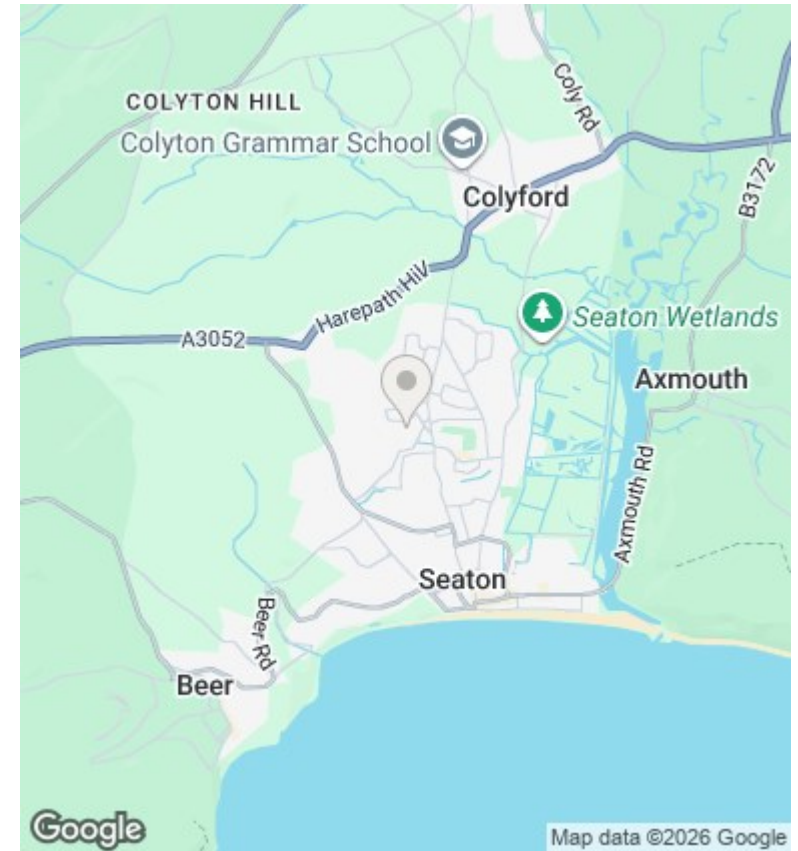 COLYTON HILL
Coly Rd
Colyton Grammar School
Colyford
B3172
Harepath Hill
Seaton Wetlands
A3052
Axmouth
Axmouth Rd
Seaton
Beer Rd
Beer
Google
Map data ©2026 Google